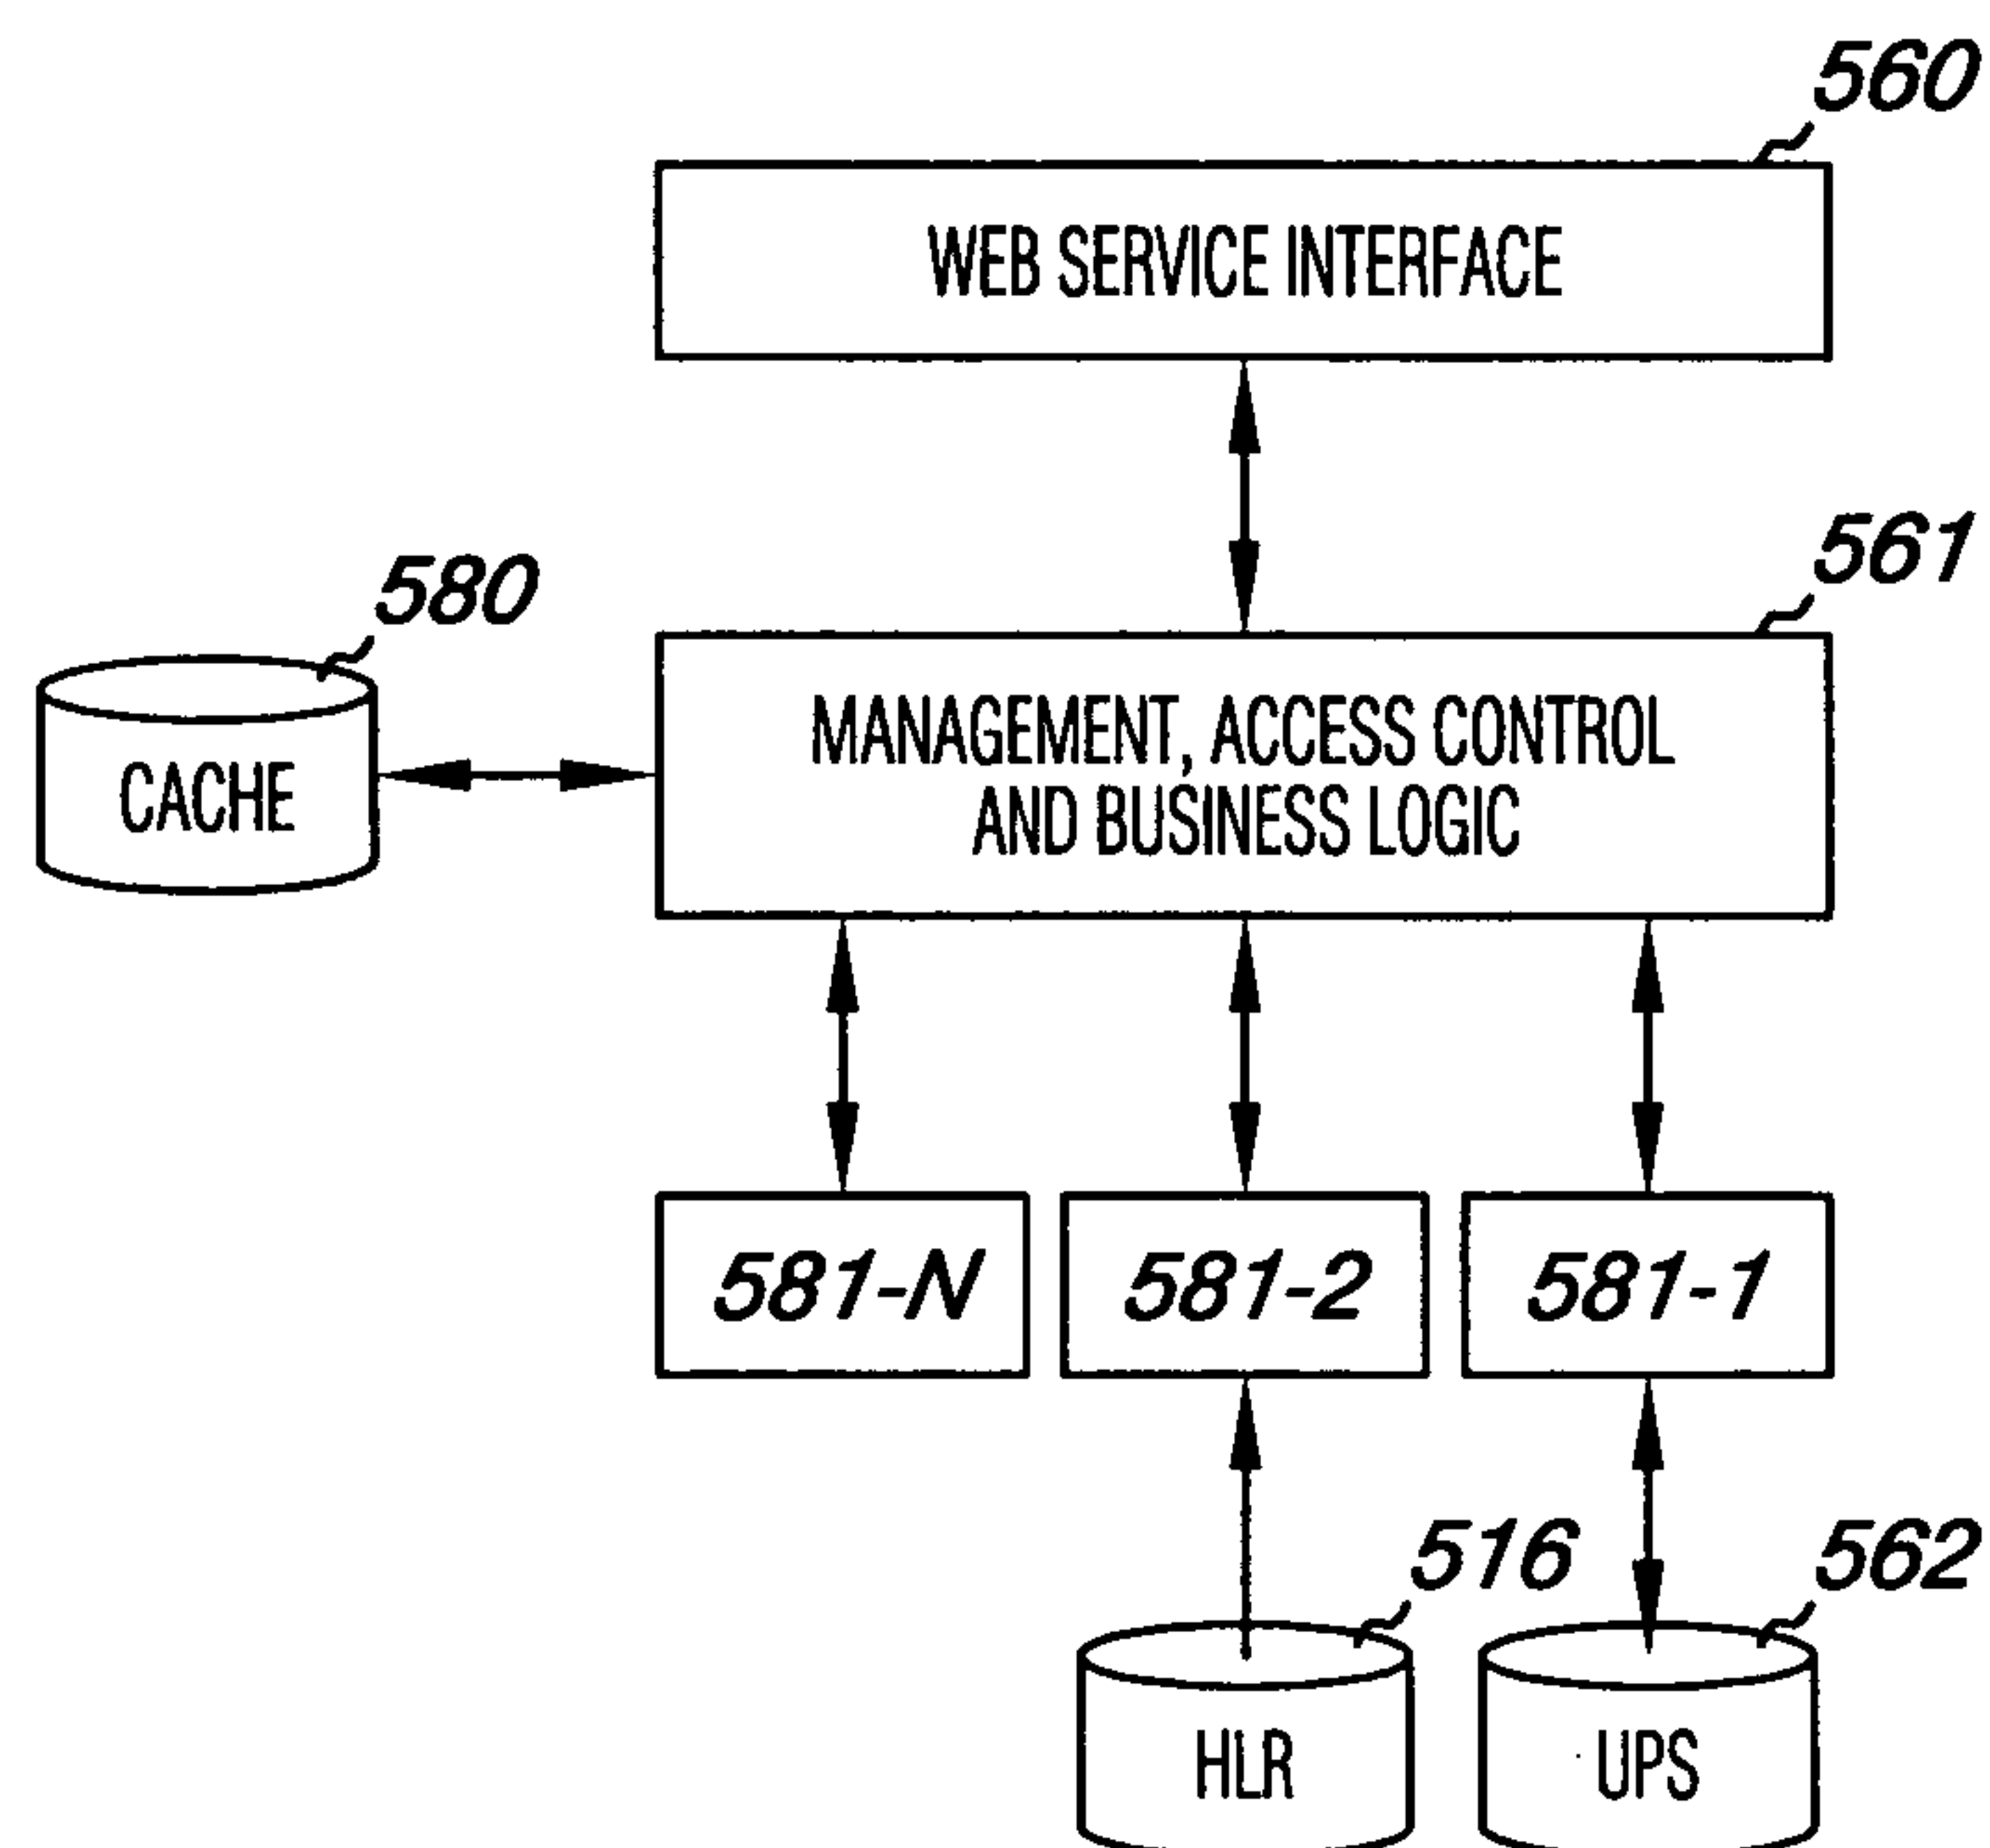 560
WEB SERVICE INTERFACE
561
580
MANAGEMENT, ACCESS CONTROL
AND BUSINESS LOGIC
CACHE
581-N
581-2
581-1
516
562
HLR
UPS